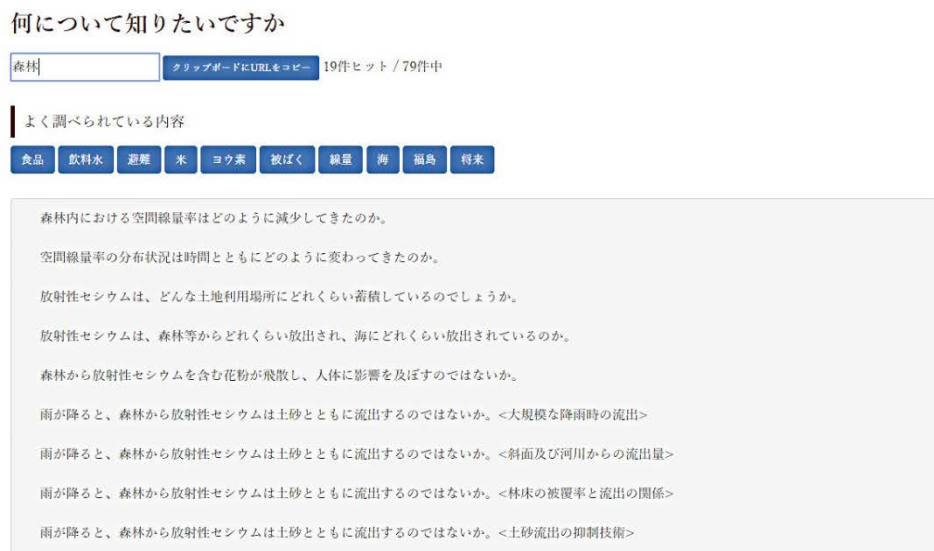 何について知りたいですか
森林 クリップボードにURLをコピー 19件ヒット / 79件中
よく調べられている内容
食品 飲料水 避難 米 ヨウ素 被ばく 線量 海 福島 将来
森林内における空間線量率はどのように減少してきたのか。
空間線量率の分布状況は時間とともにどのように変わってきたのか。
放射性セシウムは、どんな土地利用場所にどれくらい蓄積しているのでしょうか。
放射性セシウムは、森林等からどれくらい放出され、海にどれくらい放出されているのか。
森林から放射性セシウムを含む花粉が飛散し、人体に影響を及ぼすのではないか。
雨が降ると、森林から放射性セシウムは土砂とともに流出するのではないか。<大規模な降雨時の流出>
雨が降ると、森林から放射性セシウムは土砂とともに流出するのではないか。<斜面及び河川からの流出量>
雨が降ると、森林から放射性セシウムは土砂とともに流出するのではないか。<林床の被覆率と流出の関係>
雨が降ると、森林から放射性セシウムは土砂とともに流出するのではないか。<土砂流出の抑制技術>